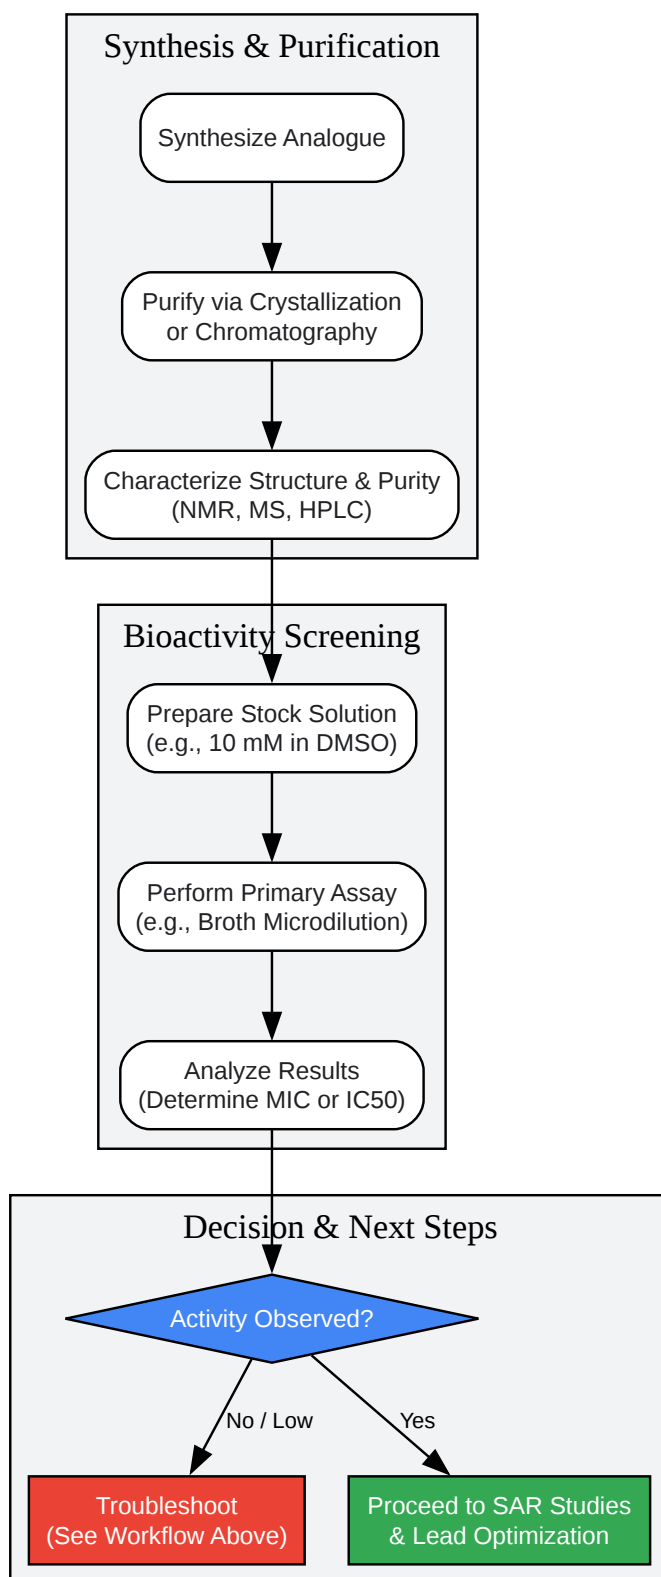 Synthesis & Purification
Synthesize Analogue
Purify via Crystallization
or Chromatography
Characterize Structure & Purity
(NMR, MS, HPLC)
Bioactivity Screening
Prepare Stock Solution
(e.g., 10 mM in DMSO)
Perform Primary Assay
(e.g., Broth Microdilution)
Analyze Results
(Determine MIC or IC50)
Decision & Next Steps
Activity Observed?
No / Low
Yes
Troubleshoot
(See Workflow Above)
Proceed to SAR Studies
& Lead Optimization